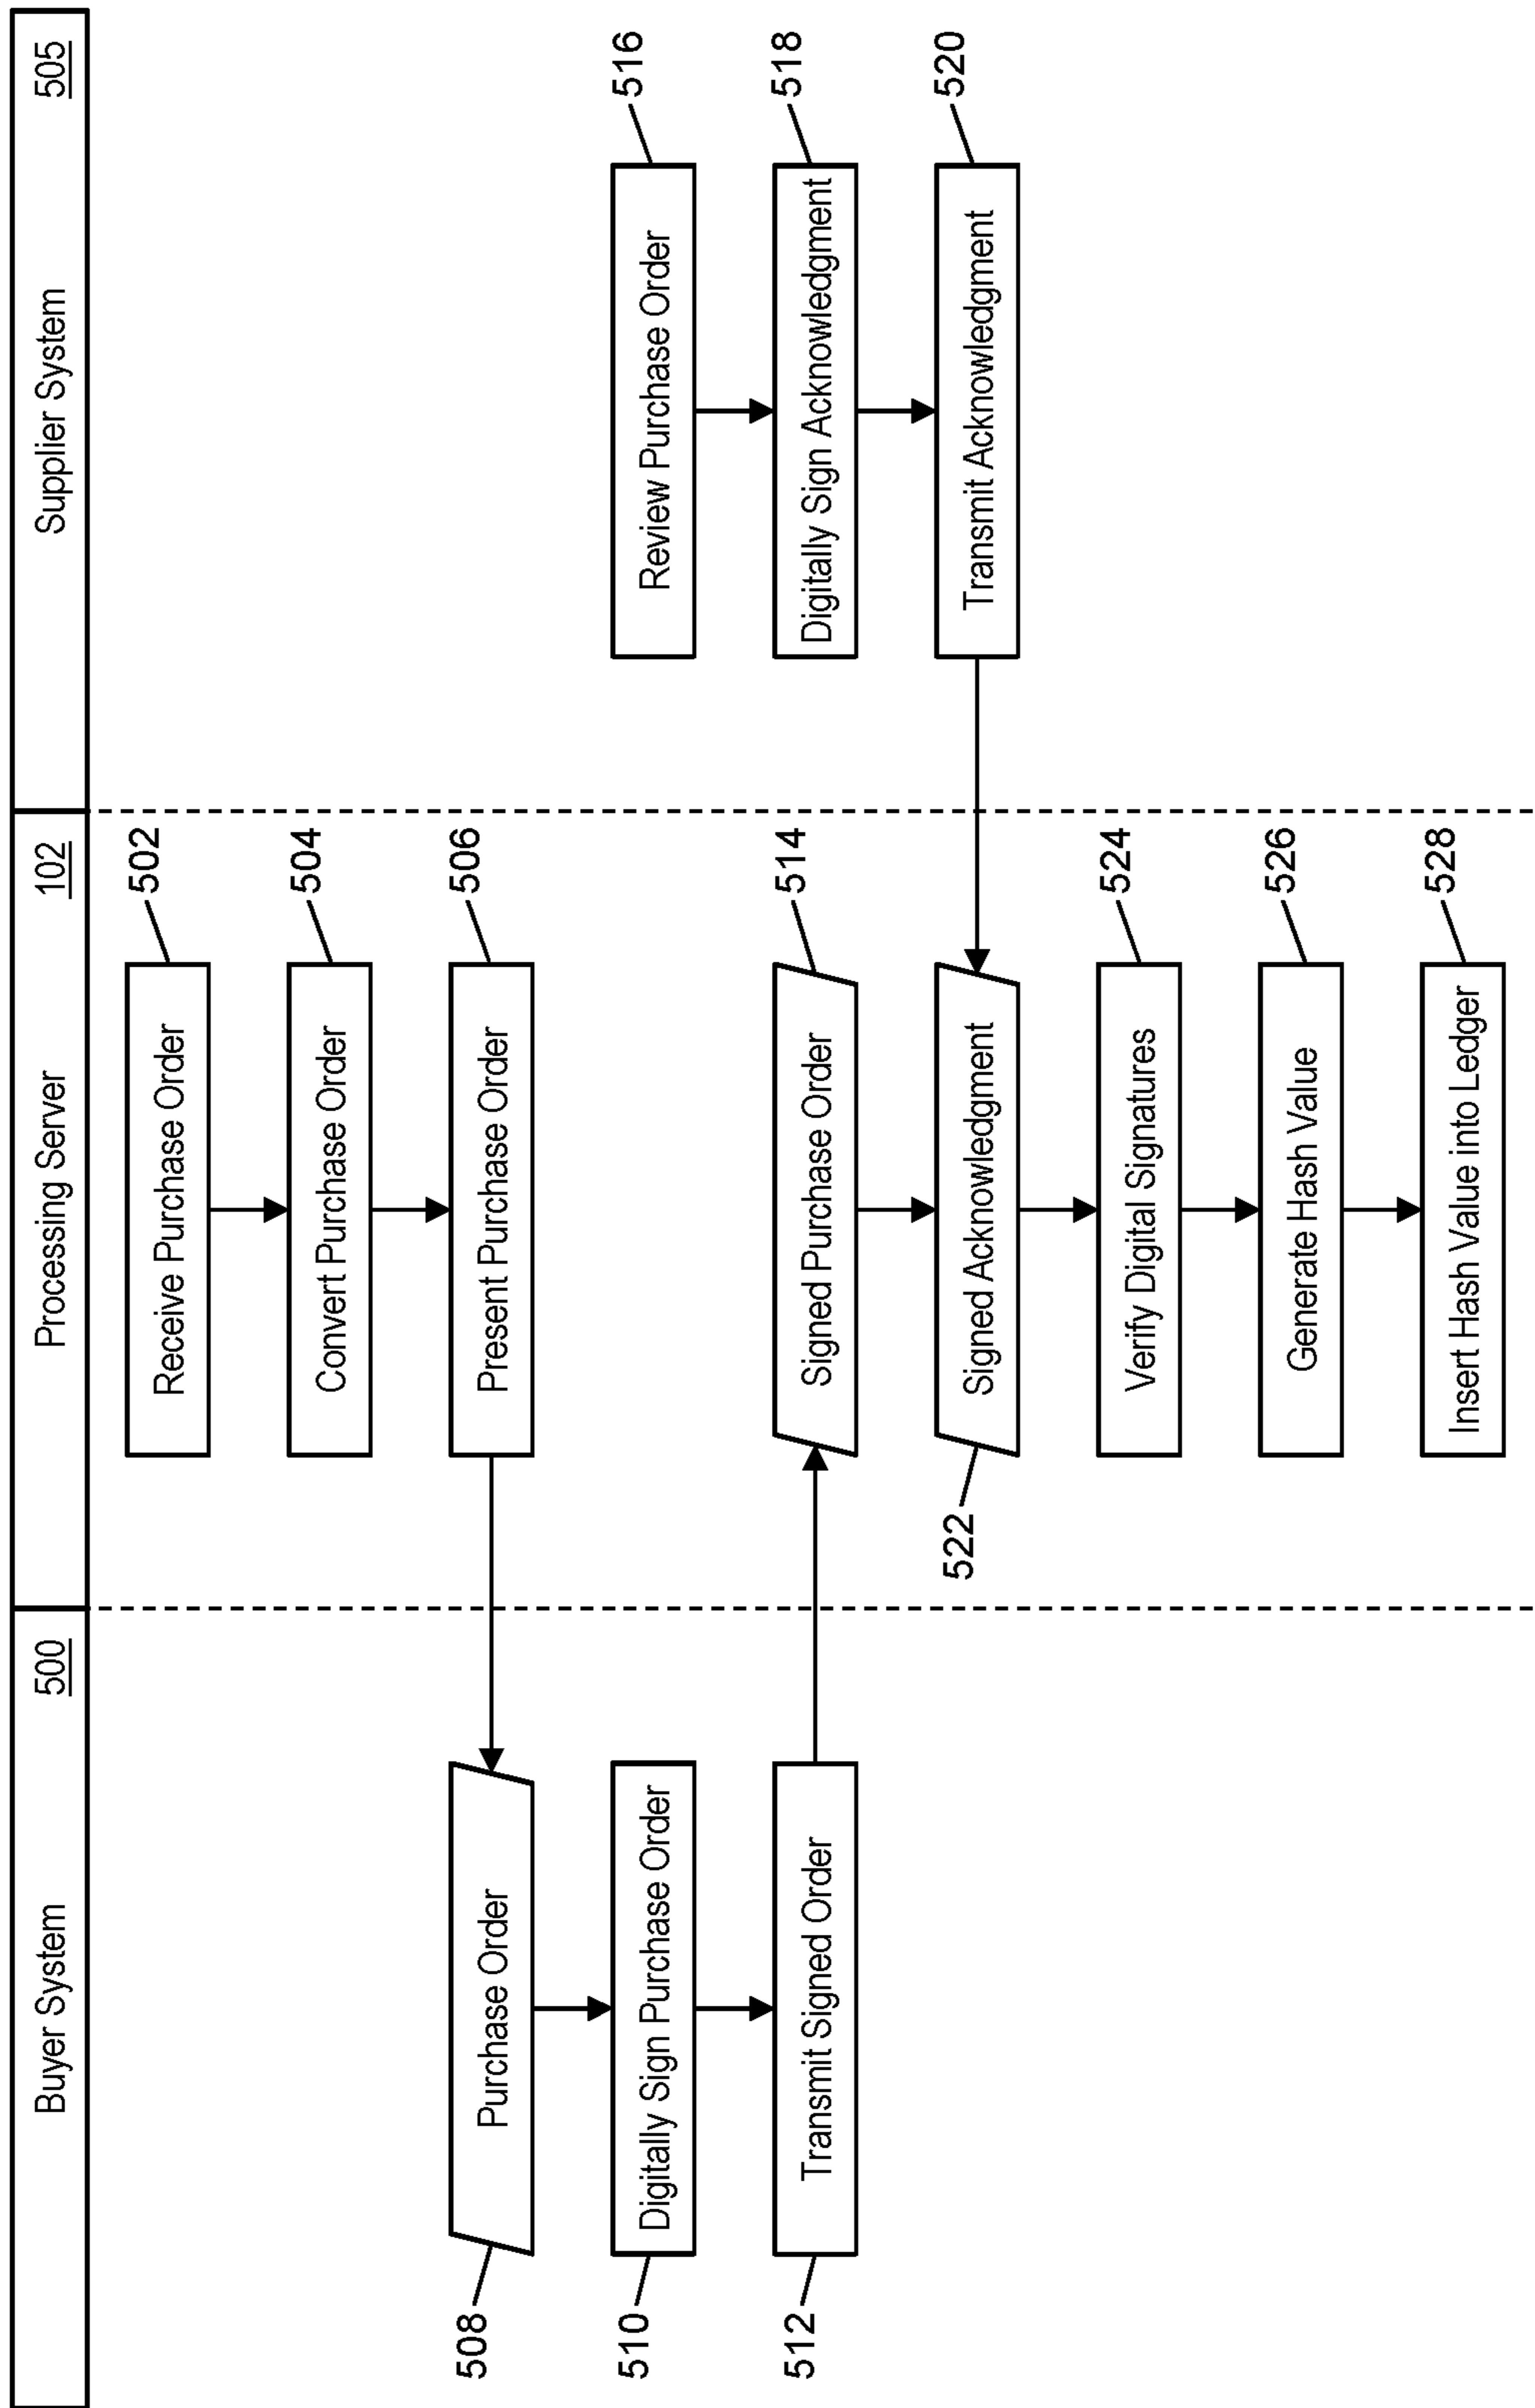 Buyer System
500
Processing Server
102
Supplier System
505
Receive Purchase Order
502
Convert Purchase Order
504
Present Purchase Order
506
508
Purchase Order
510
Digitally Sign Purchase Order
512
Transmit Signed Order
Signed Purchase Order
514
Review Purchase Order
516
Digitally Sign Acknowledgment
518
Transmit Acknowledgment
520
522
Signed Acknowledgment
Verify Digital Signatures
524
Generate Hash Value
526
Insert Hash Value into Ledger
528